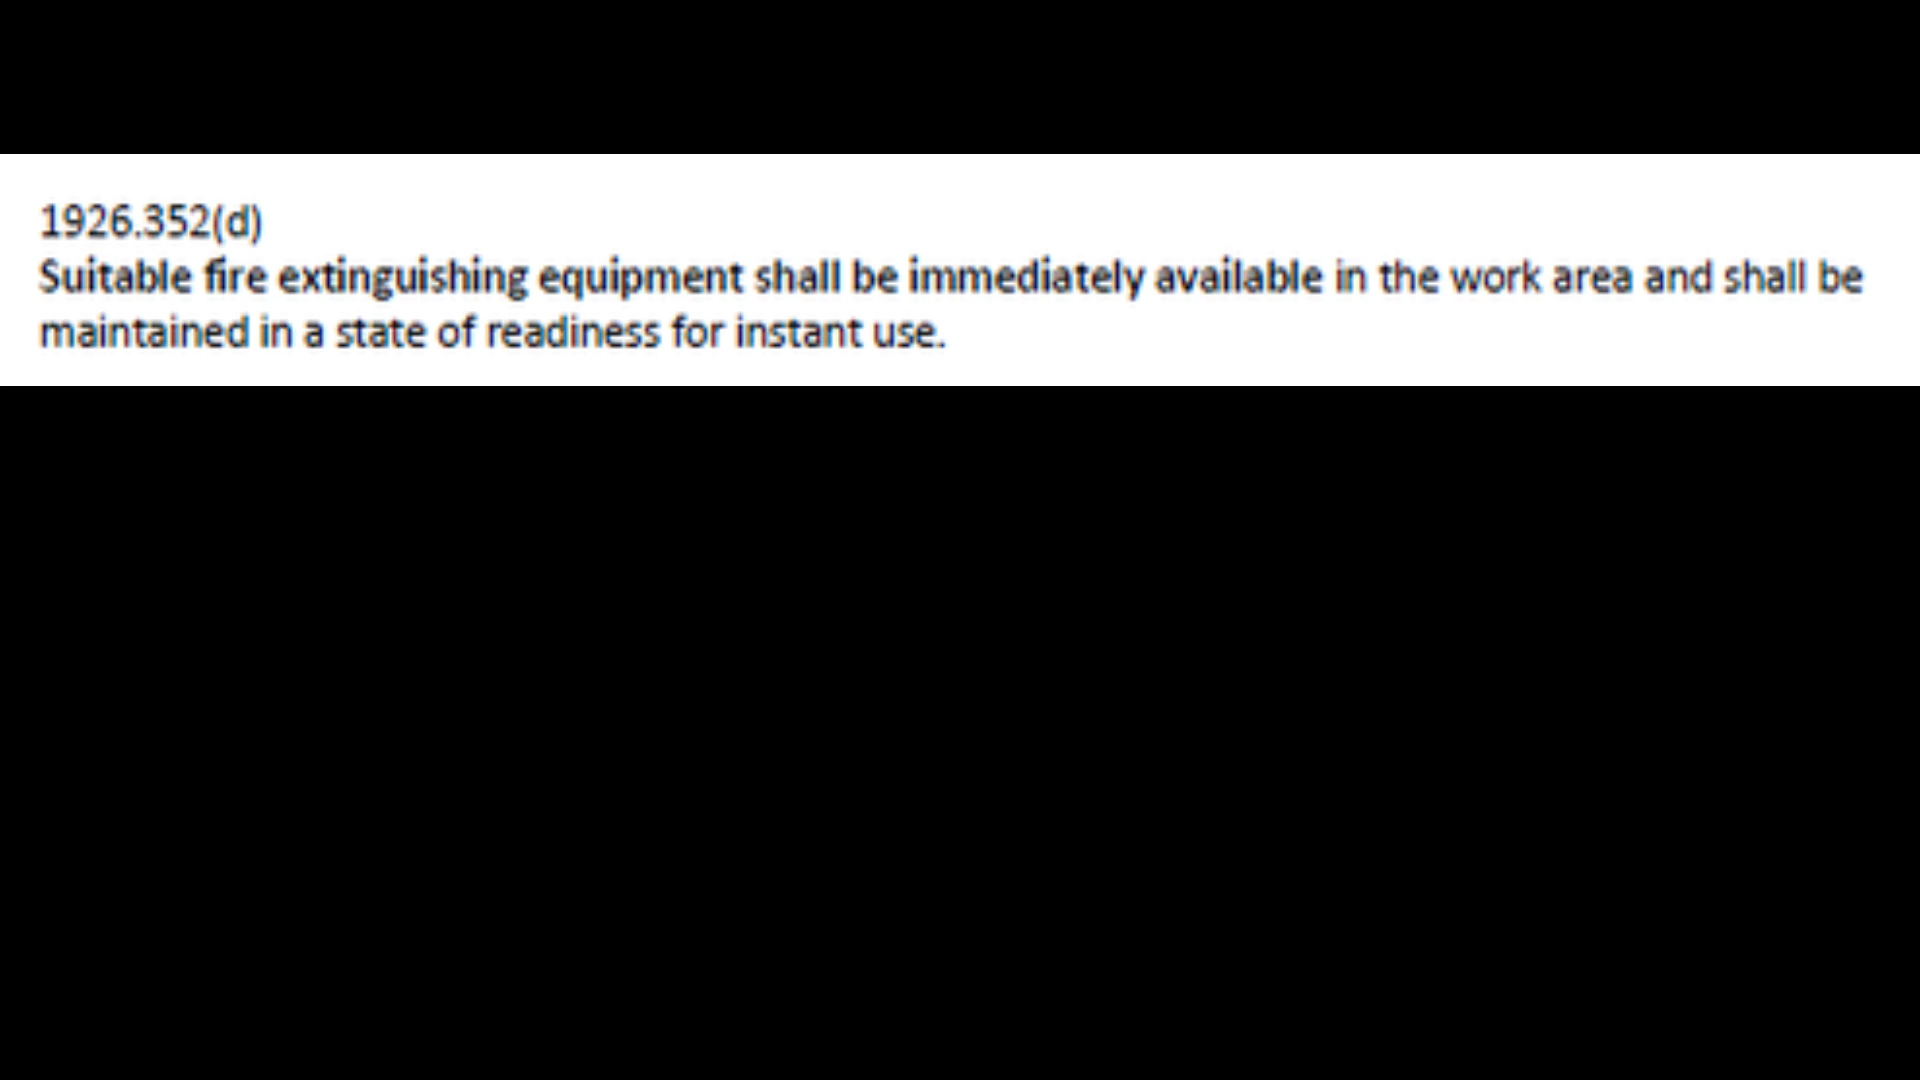 1926.352(d)
Suitable fire extinguishing equipment shall be immediately available in the work area and shall be
maintained in a state of readiness for instant use.